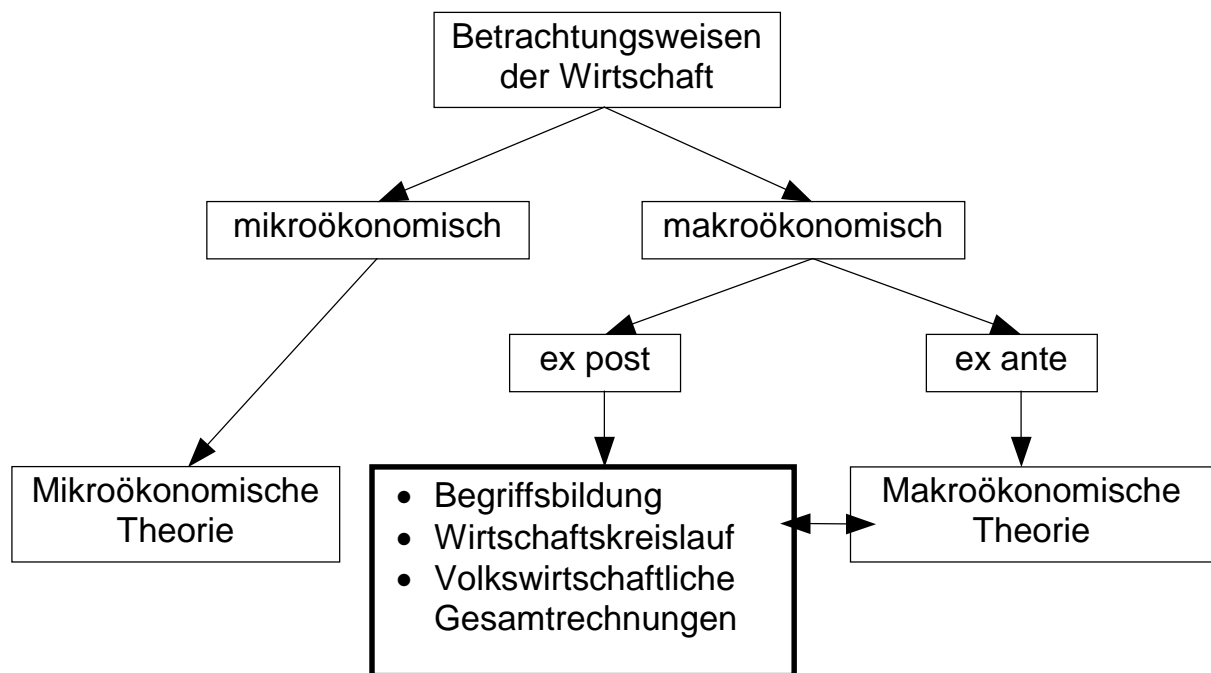 Betrachtungsweisen
der Wirtschaft
mikroökonomisch
makroökonomisch
ex post
ex ante
Mikroökonomische
Theorie
• Begriffsbildung
• Wirtschaftskreislauf
• Volkswirtschaftliche
Gesamtrechnungen
Makroökonomische
Theorie